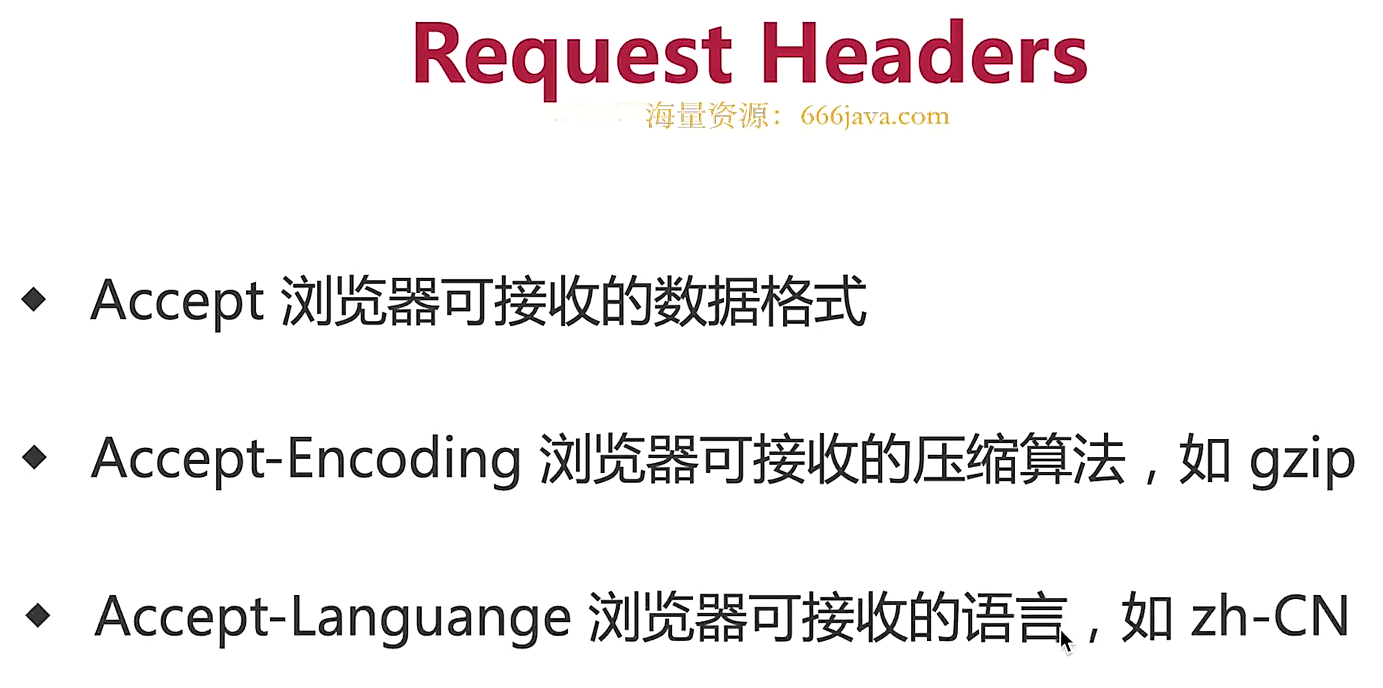 Request Headers
海量资源：666java.com
Accept 浏览器可接收的数据格式
Accept-Encoding 浏览器可接收的压缩算法，如 gzip
Accept-Languange 浏览器可接收的语言，如 zh-CN